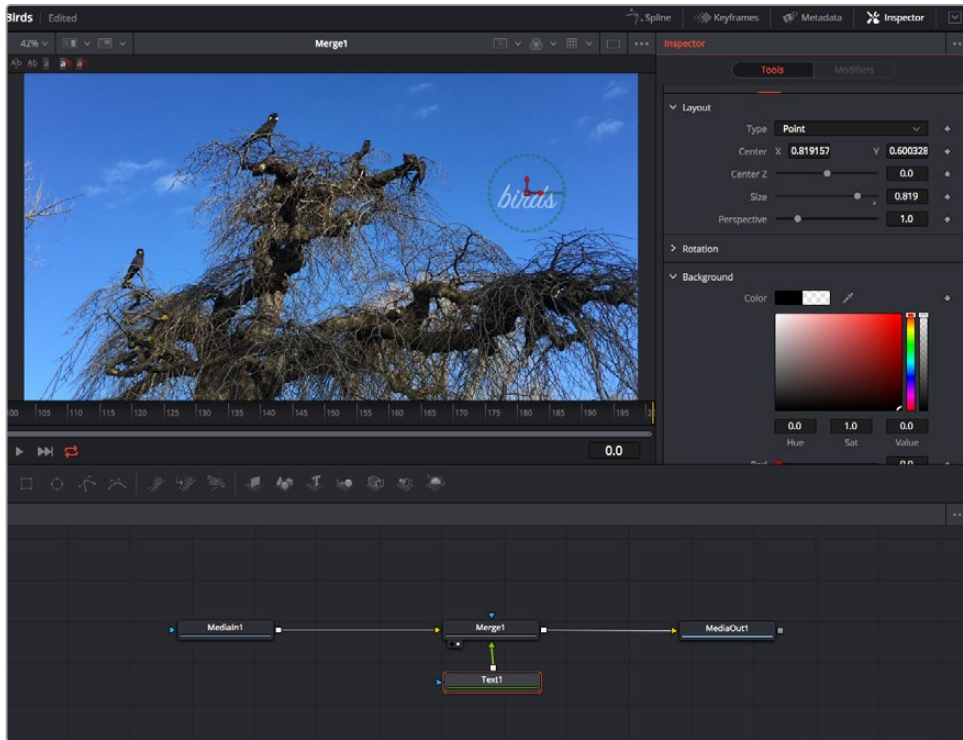 Birds Edited Spline Keyframes Metadata Inspector
42% Merge1 Inspector
Tools Modifiers
Layout
Type Point
Center X 0.819157 Y 0.600328
Center Z 0.0
Size 0.819
Perspective 1.0
Rotation
Background
Color
birds
100 105 110 115 120 125 130 135 140 145 150 155 160 165 170 175 180 185 190 195
0.0
0.0 1.0 0.0
Hue Sat Value
MediaIn1 Merge1 MediaOut1
Text1